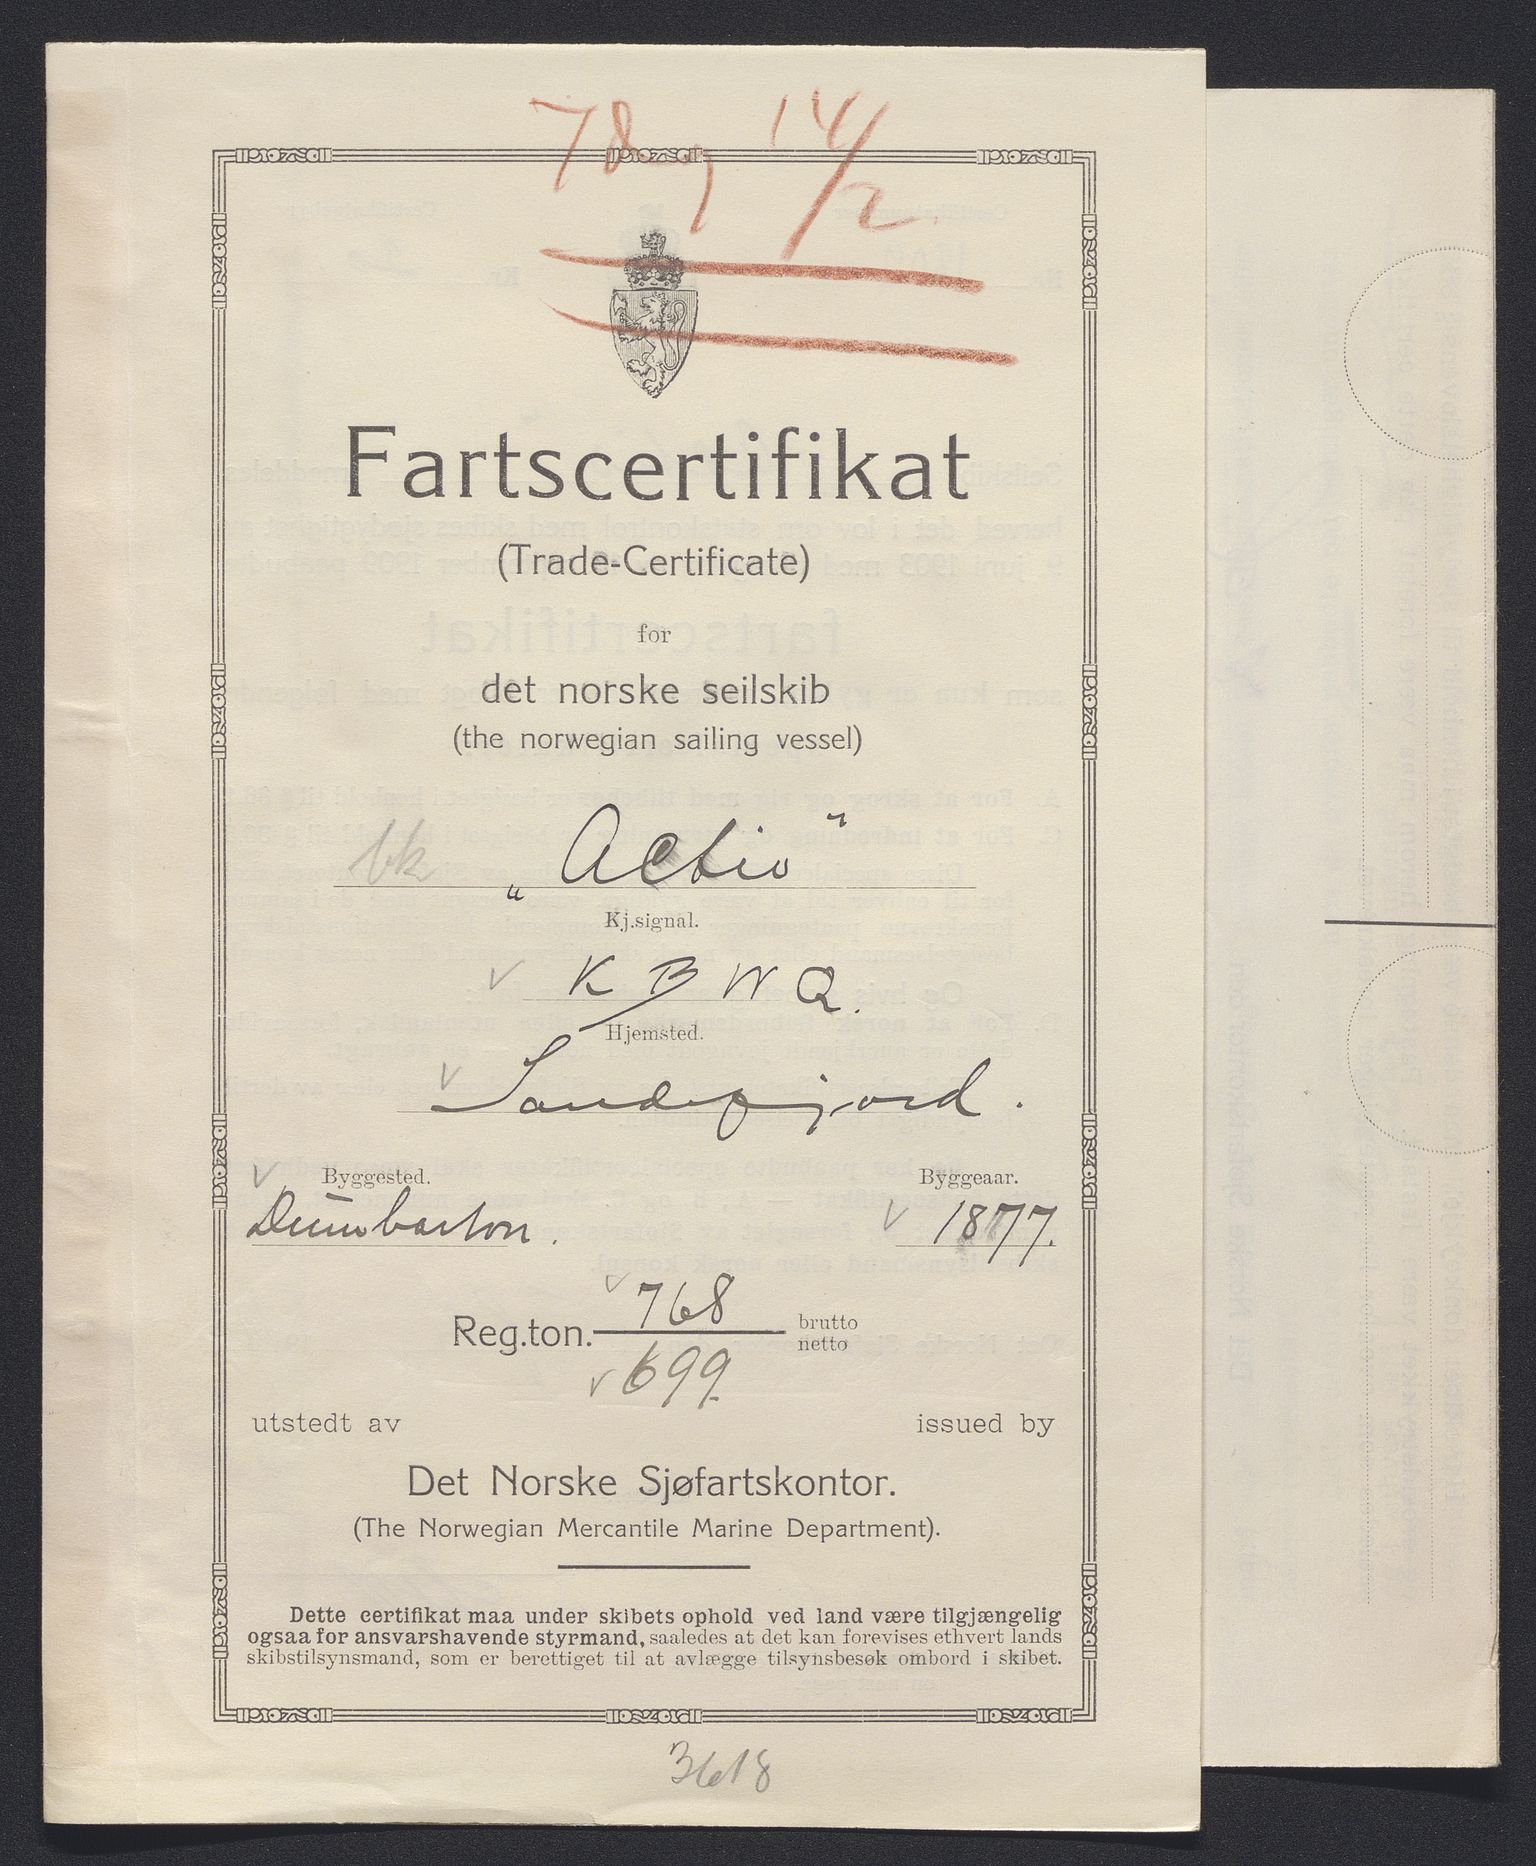 78, 14/2
Fartscertifikat
(Trade-Certificate)
for
det norske seilskib
(the norwegian sailing vessel)
bk „Activ"
Kj.signal.
K B W Q.
Hjemsted.
Sandefjord.
Byggested. Byggeaar.
Dumbarton. 1877.
768
Reg.ton. brutto
netto
699.
utstedt av issued by
Det Norske Sjøfartskontor.
(The Norwegian Mercantile Marine Department).
Dette certifikat maa under skibets ophold ved land være tilgjængelig
ogsaa for ansvarshavende styrmand, saaledes at det kan forevises ethvert lands
skibstilsynsmand, som er berettiget til at avlægge tilsynsbesøk ombord i skibet.
3618